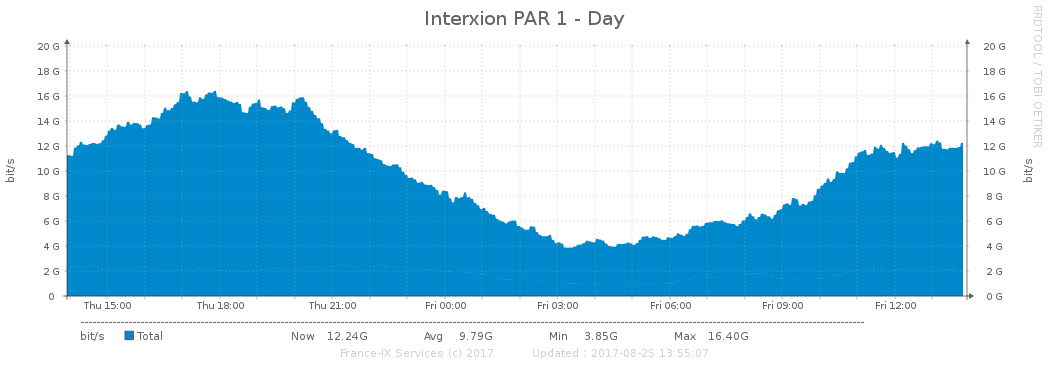 Interxion PAR 1 - Day
RRDTOOL / TOBI OETIKER
20 G 20 G
18 G 18 G
16 G 16 G
14 G 14 G
12 G 12 G
10 G 10 G
8 G 8 G
6 G 6 G
4 G 4 G
2 G 2 G
0 0 G
bit/s bit/s
Thu 15:00 Thu 18:00 Thu 21:00 Fri 00:00 Fri 03:00 Fri 06:00 Fri 09:00 Fri 12:00
bit/s Total Now 12.24G Avg 9.79G Min 3.85G Max 16.40G
France-IX Services (c) 2017 Updated : 2017-08-25 13:55:07